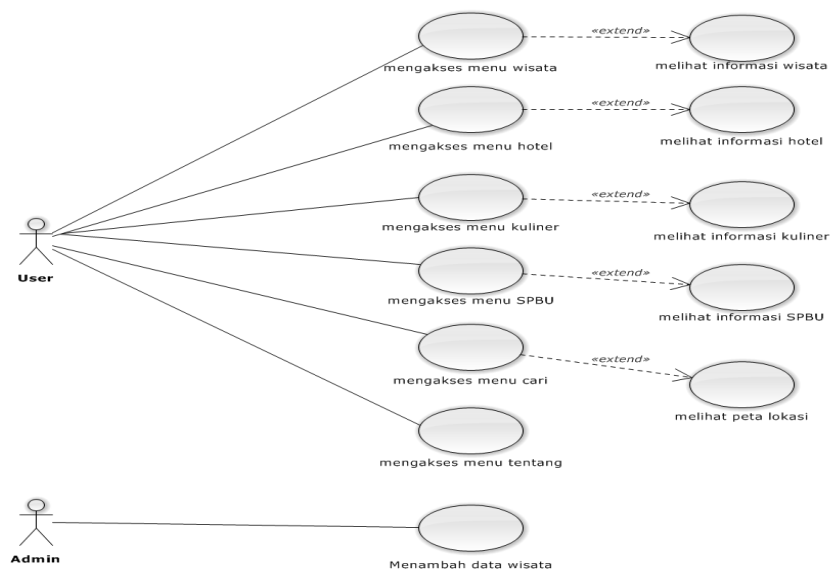 «extend»
mengakses menu wisata
melihat informasi wisata
«extend»
mengakses menu hotel
melihat informasi hotel
«extend»
mengakses menu kuliner
melihat informasi kuliner
User
«extend»
mengakses menu SPBU
melihat informasi SPBU
«extend»
mengakses menu cari
melihat peta lokasi
mengakses menu tentang
Admin
Menambah data wisata